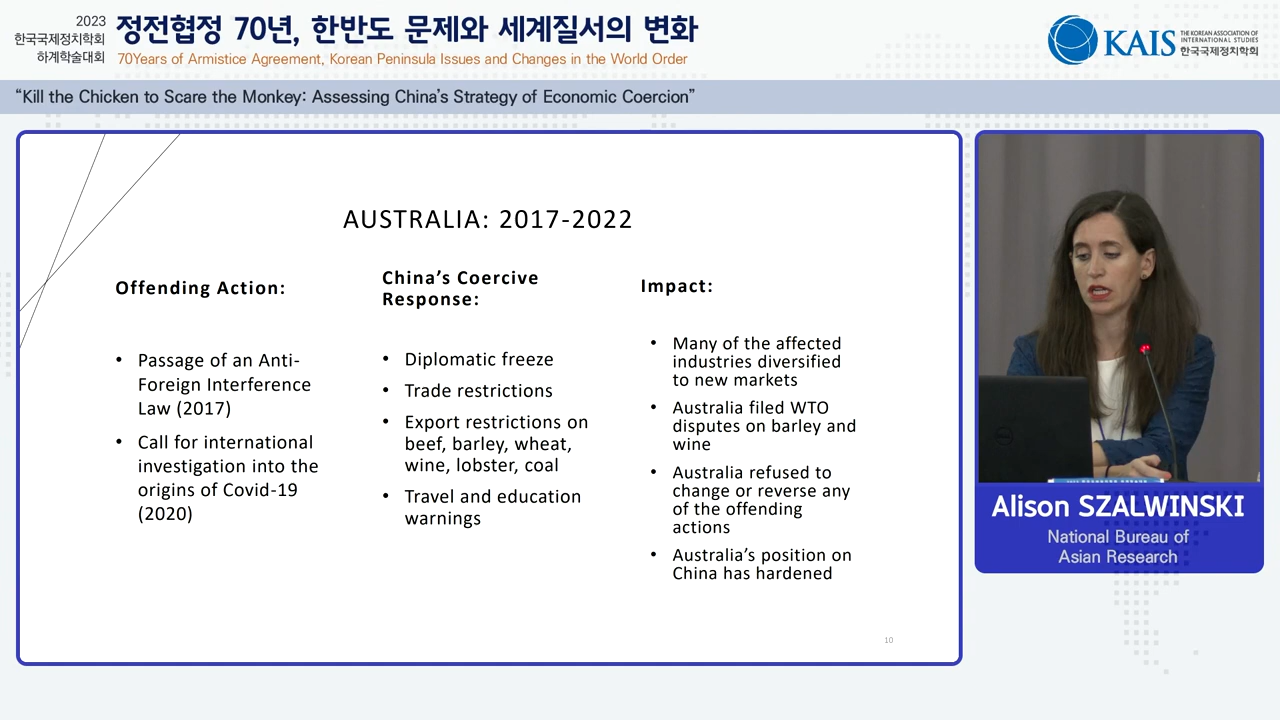 2023
한국국제정치학회
하계학술대회
정전협정 70년, 한반도 문제와 세계질서의 변화
70Years of Armistice Agreement, Korean Peninsula Issues and Changes in the World Order
KAIS
THE KOREAN ASSOCIATION OF
INTERNATIONAL STUDIES
한국국제정치학회
“Kill the Chicken to Scare the Monkey: Assessing China’s Strategy of Economic Coercion”
AUSTRALIA: 2017-2022
Offending Action:
• Passage of an Anti-
Foreign Interference
Law (2017)
• Call for international
investigation into the
origins of Covid-19
(2020)
China’s Coercive
Response:
• Diplomatic freeze
• Trade restrictions
• Export restrictions on
beef, barley, wheat,
wine, lobster, coal
• Travel and education
warnings
Impact:
• Many of the affected
industries diversified
to new markets
• Australia filed WTO
disputes on barley and
wine
• Australia refused to
change or reverse any
of the offending
actions
• Australia’s position on
China has hardened
10
Alison SZALWINSKI
National Bureau of
Asian Research